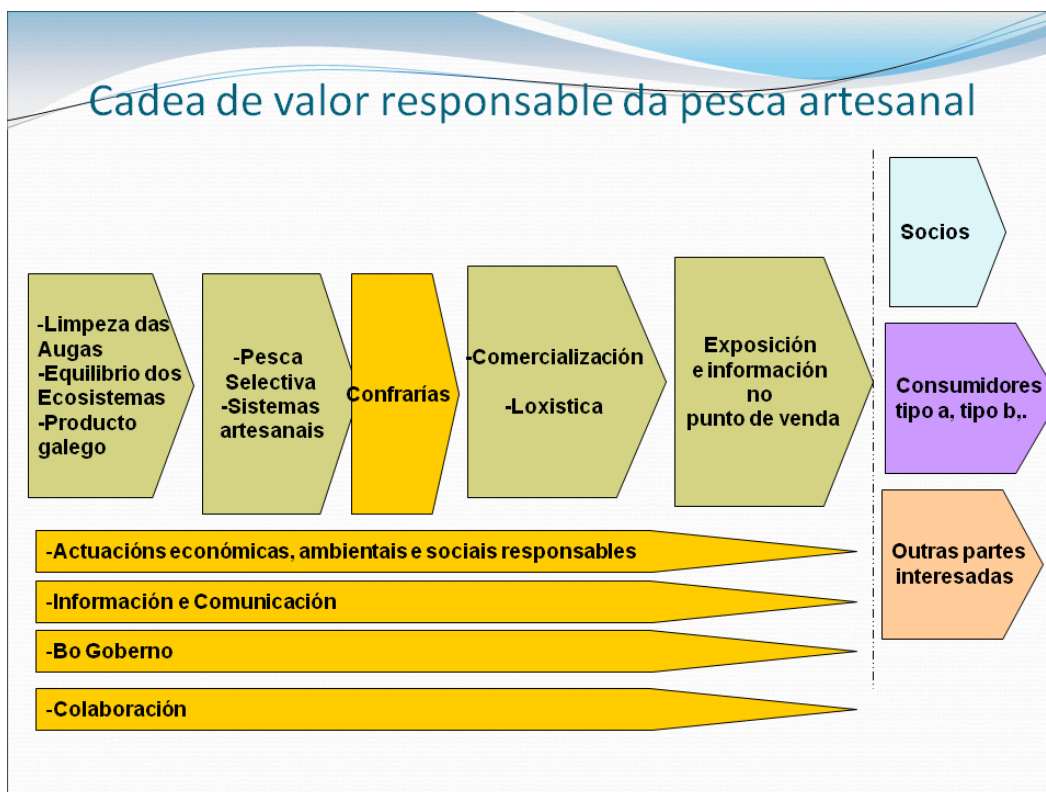 Cadea de valor responsable da pesca artesanal
-Limpeza das
Augas
-Equilibrio dos
Ecosistemas
-Producto
galego
-Pesca
Selectiva
-Sistemas
artesanais
Confrarías
-Comercialización
-Loxistica
Exposición
e información
no
punto de venda
Socios
Consumidores
tipo a, tipo b,.
Outras partes
interesadas
-Actuacións económicas, ambientais e sociais responsables
-Información e Comunicación
-Bo Goberno
-Colaboración